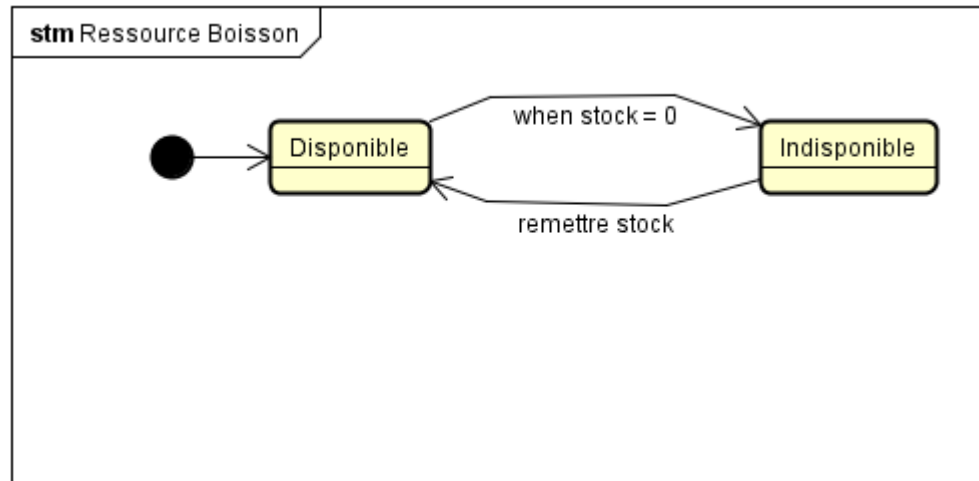 stm Ressource Boisson
when stock = 0
Disponible
Indisponible
remettre stock